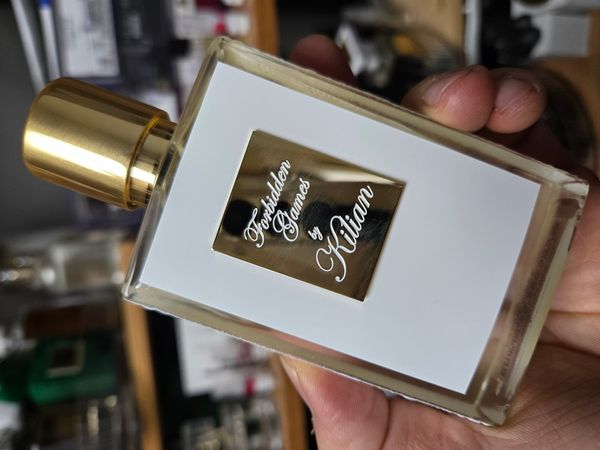 Forbidden
Games
by
Kilian